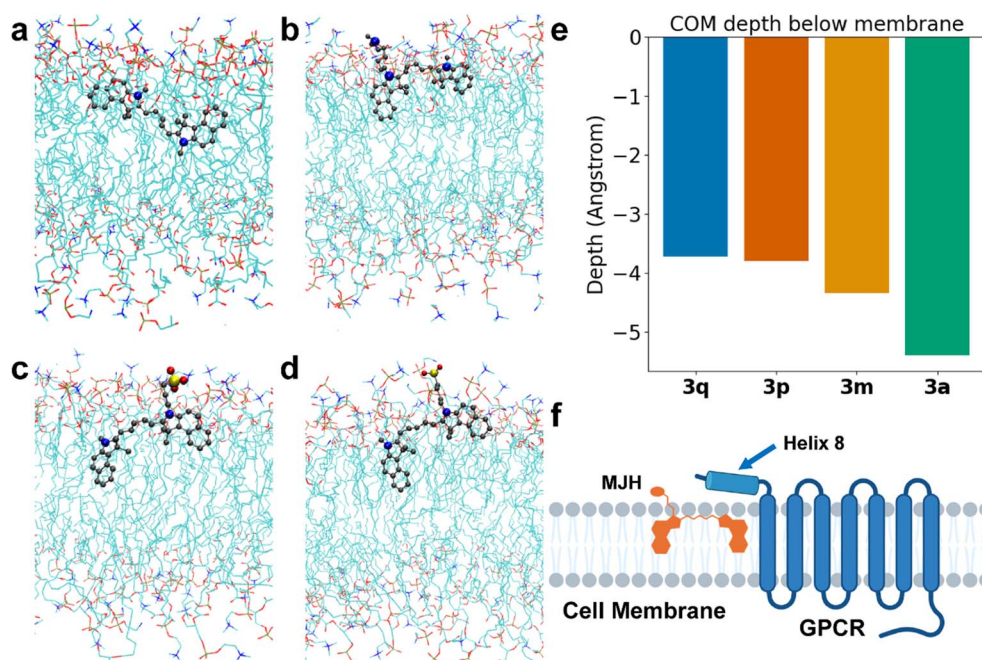 a
b
e
COM depth below membrane
Depth (Angstrom)
0
−1
−2
−3
−4
−5
3q 3p 3m 3a
c
d
f
Helix 8
MJH
Cell Membrane
GPCR